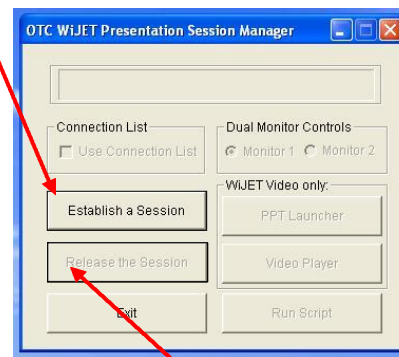 OTC WiJET Presentation Session Manager
Connection List
Use Connection List
Dual Monitor Controls
Monitor 1 Monitor 2
Establish a Session
WiJET Video only:
PPT Launcher
Release the Session
Video Player
Exit
Run Script